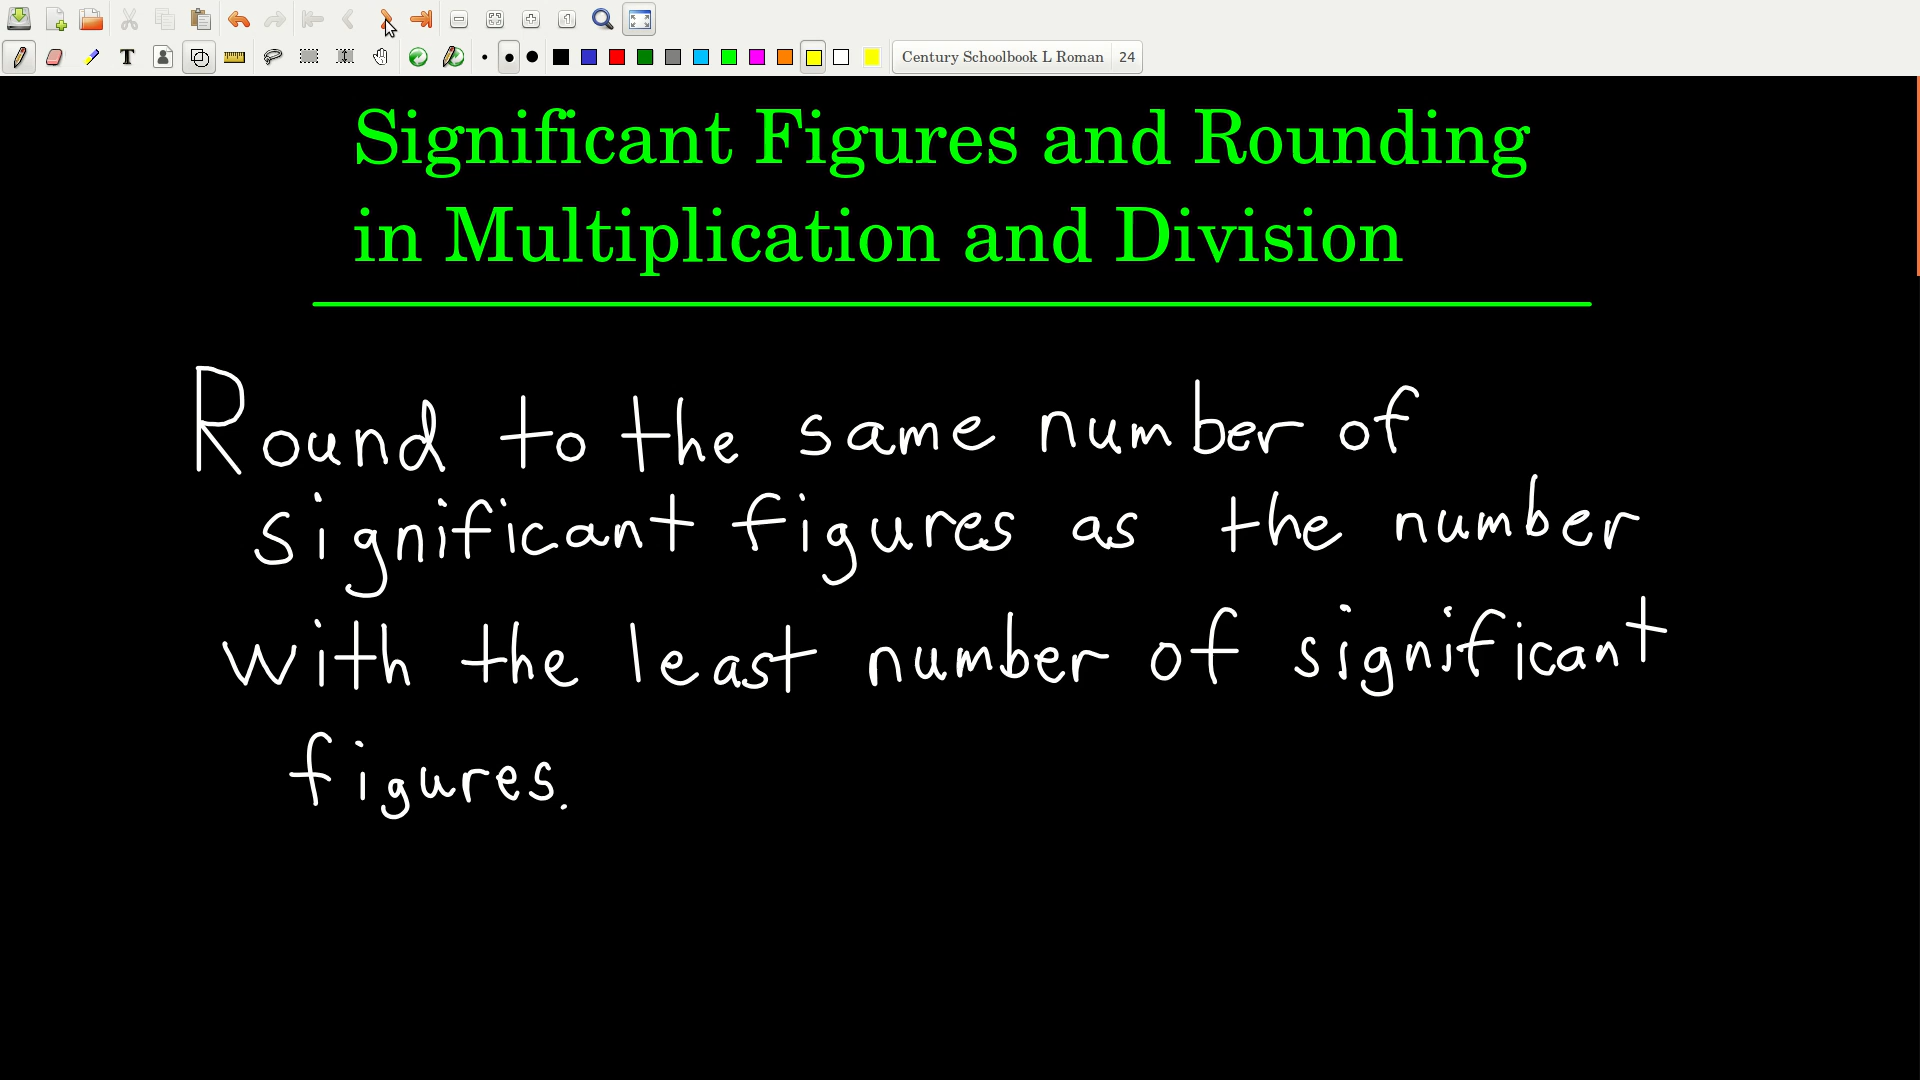 T
Century Schoolbook L Roman 24
Significant Figures and Rounding
in Multiplication and Division
Round to the same number of
significant figures as the number
with the least number of significant
figures.